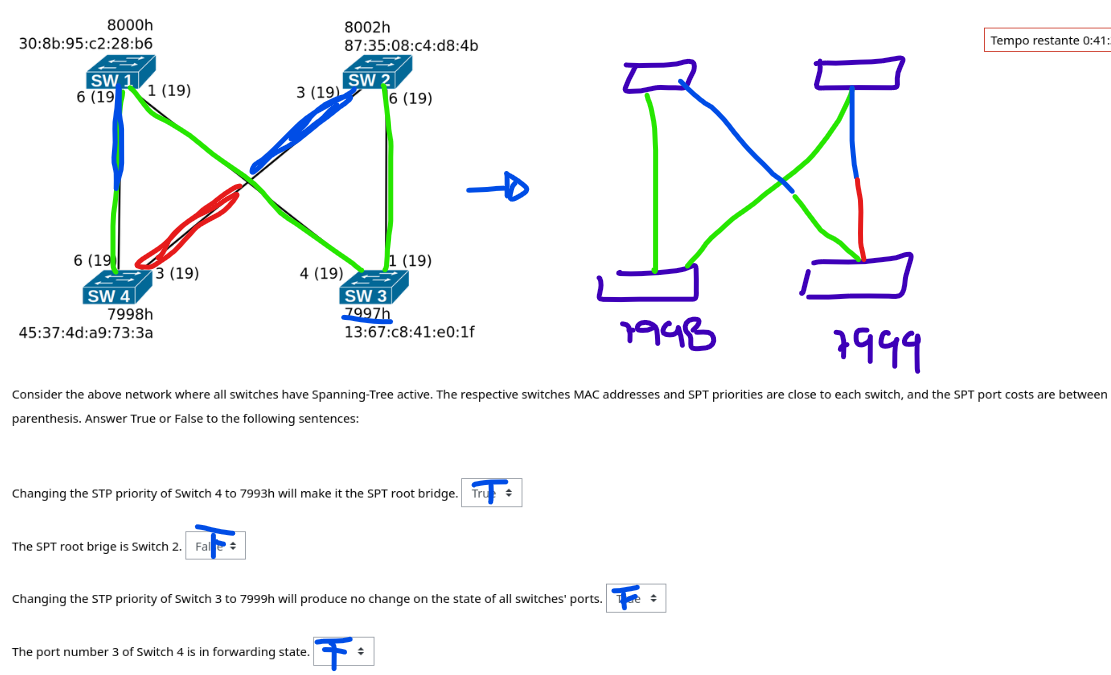 8000h
8002h
30:8b:95:c2:28:b6
87:35:08:c4:d8:4b
Tempo restante 0:41:
SW 1
SW 2
6 (19)
1 (19)
3 (19)
6 (19)
6 (19)
3 (19)
4 (19)
1 (19)
SW 4
SW 3
7998h
7997h
45:37:4d:a9:73:3a
13:67:c8:41:e0:1f
7998
7999
Consider the above network where all switches have Spanning-Tree active. The respective switches MAC addresses and SPT priorities are close to each switch, and the SPT port costs are between
parenthesis. Answer True or False to the following sentences:
Changing the STP priority of Switch 4 to 7993h will make it the SPT root bridge. True T
The SPT root brige is Switch 2. False F
Changing the STP priority of Switch 3 to 7999h will produce no change on the state of all switches' ports. True F
The port number 3 of Switch 4 is in forwarding state. F